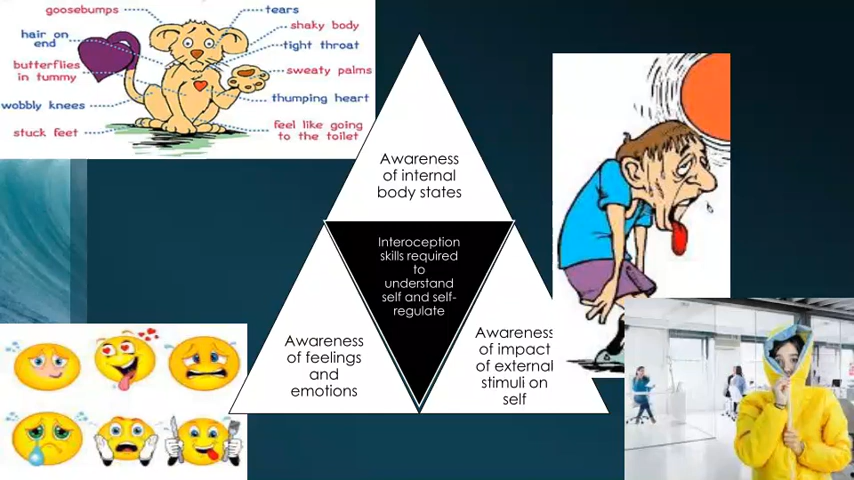 goosebumps
tears
hair on
end
shaky body
tight throat
butterflies
in tummy
sweaty palms
wobbly knees
thumping heart
stuck feet
feel like going
to the toilet
Awareness
of internal
body states
Interoception
skills required
to
understand
self and self-
regulate
Awareness
of feelings
and
emotions
Awareness
of impact
of external
stimuli on
self